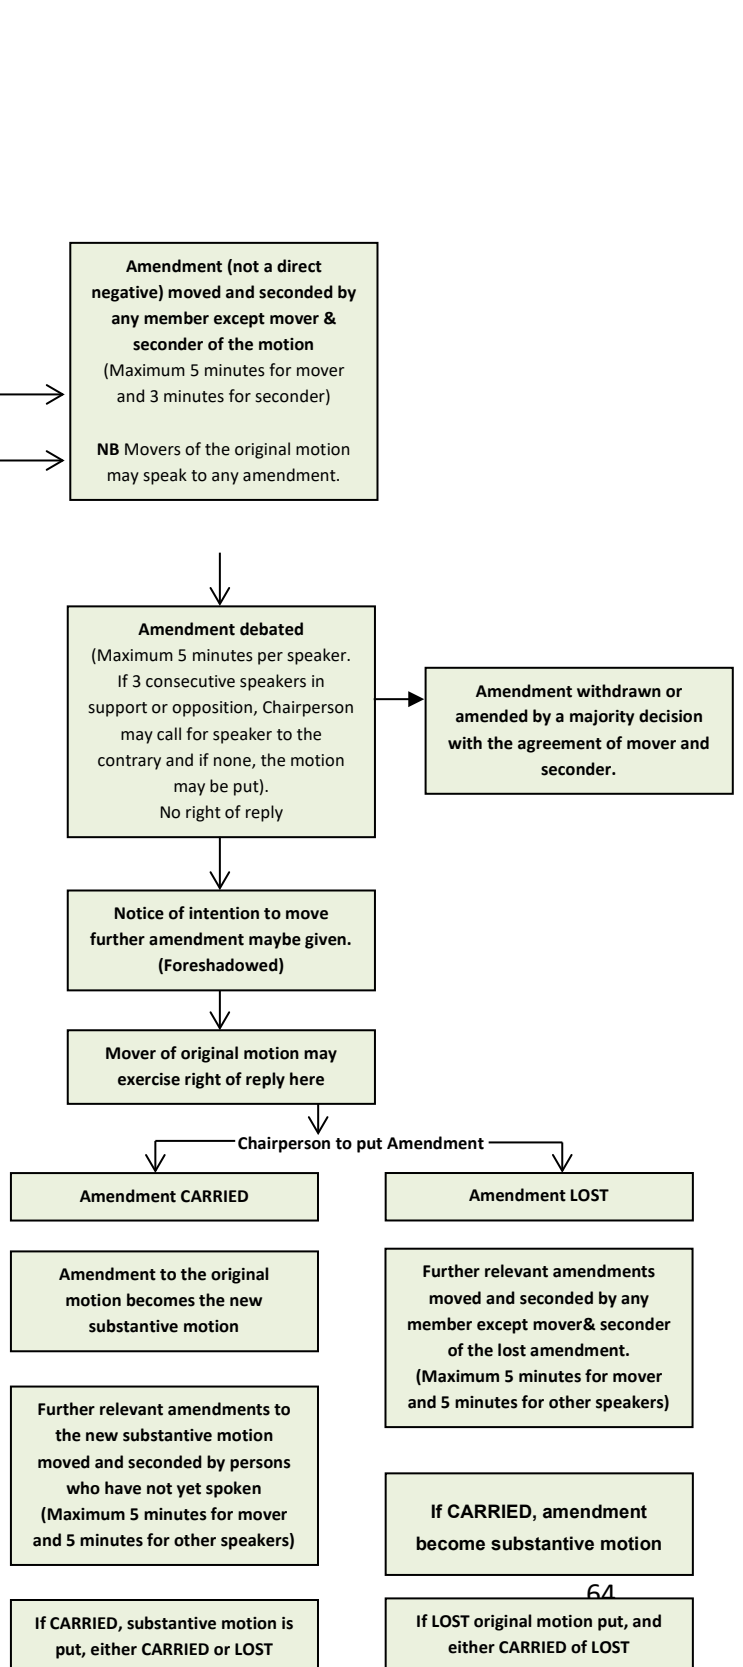 Amendment (not a direct
negative) moved and seconded by
any member except mover &
seconder of the motion
(Maximum 5 minutes for mover
and 3 minutes for seconder)
NB Movers of the original motion
may speak to any amendment.
Amendment debated
(Maximum 5 minutes per speaker.
If 3 consecutive speakers in
support or opposition, Chairperson
may call for speaker to the
contrary and if none, the motion
may be put).
No right of reply
Amendment withdrawn or
amended by a majority decision
with the agreement of mover and
seconder.
Notice of intention to move
further amendment maybe given.
(Foreshadowed)
Mover of original motion may
exercise right of reply here
Chairperson to put Amendment
Amendment CARRIED
Amendment to the original
motion becomes the new
substantive motion
Further relevant amendments to
the new substantive motion
moved and seconded by persons
who have not yet spoken
(Maximum 5 minutes for mover
and 5 minutes for other speakers)
If CARRIED, substantive motion is
put, either CARRIED or LOST
Amendment LOST
Further relevant amendments
moved and seconded by any
member except mover& seconder
of the lost amendment.
(Maximum 5 minutes for mover
and 5 minutes for other speakers)
If CARRIED, amendment
become substantive motion
64
If LOST original motion put, and
either CARRIED of LOST